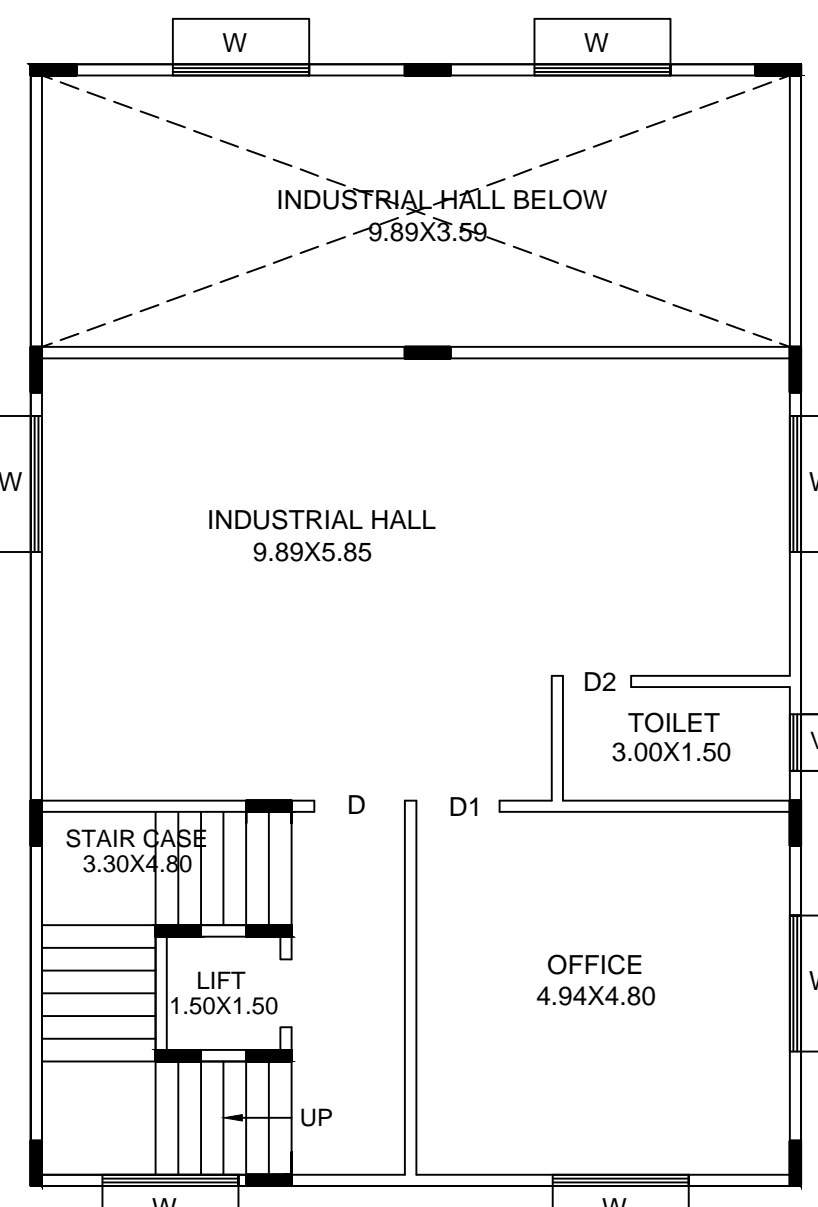 W
W
INDUSTRIAL HALL BELOW
9.89X3.59
W
W
INDUSTRIAL HALL
9.89X5.85
D2
TOILET
3.00X1.50
D
D1
STAIR CASE
3.30X4.80
OFFICE
4.94X4.80
LIFT
1.50X1.50
W
UP
W
W